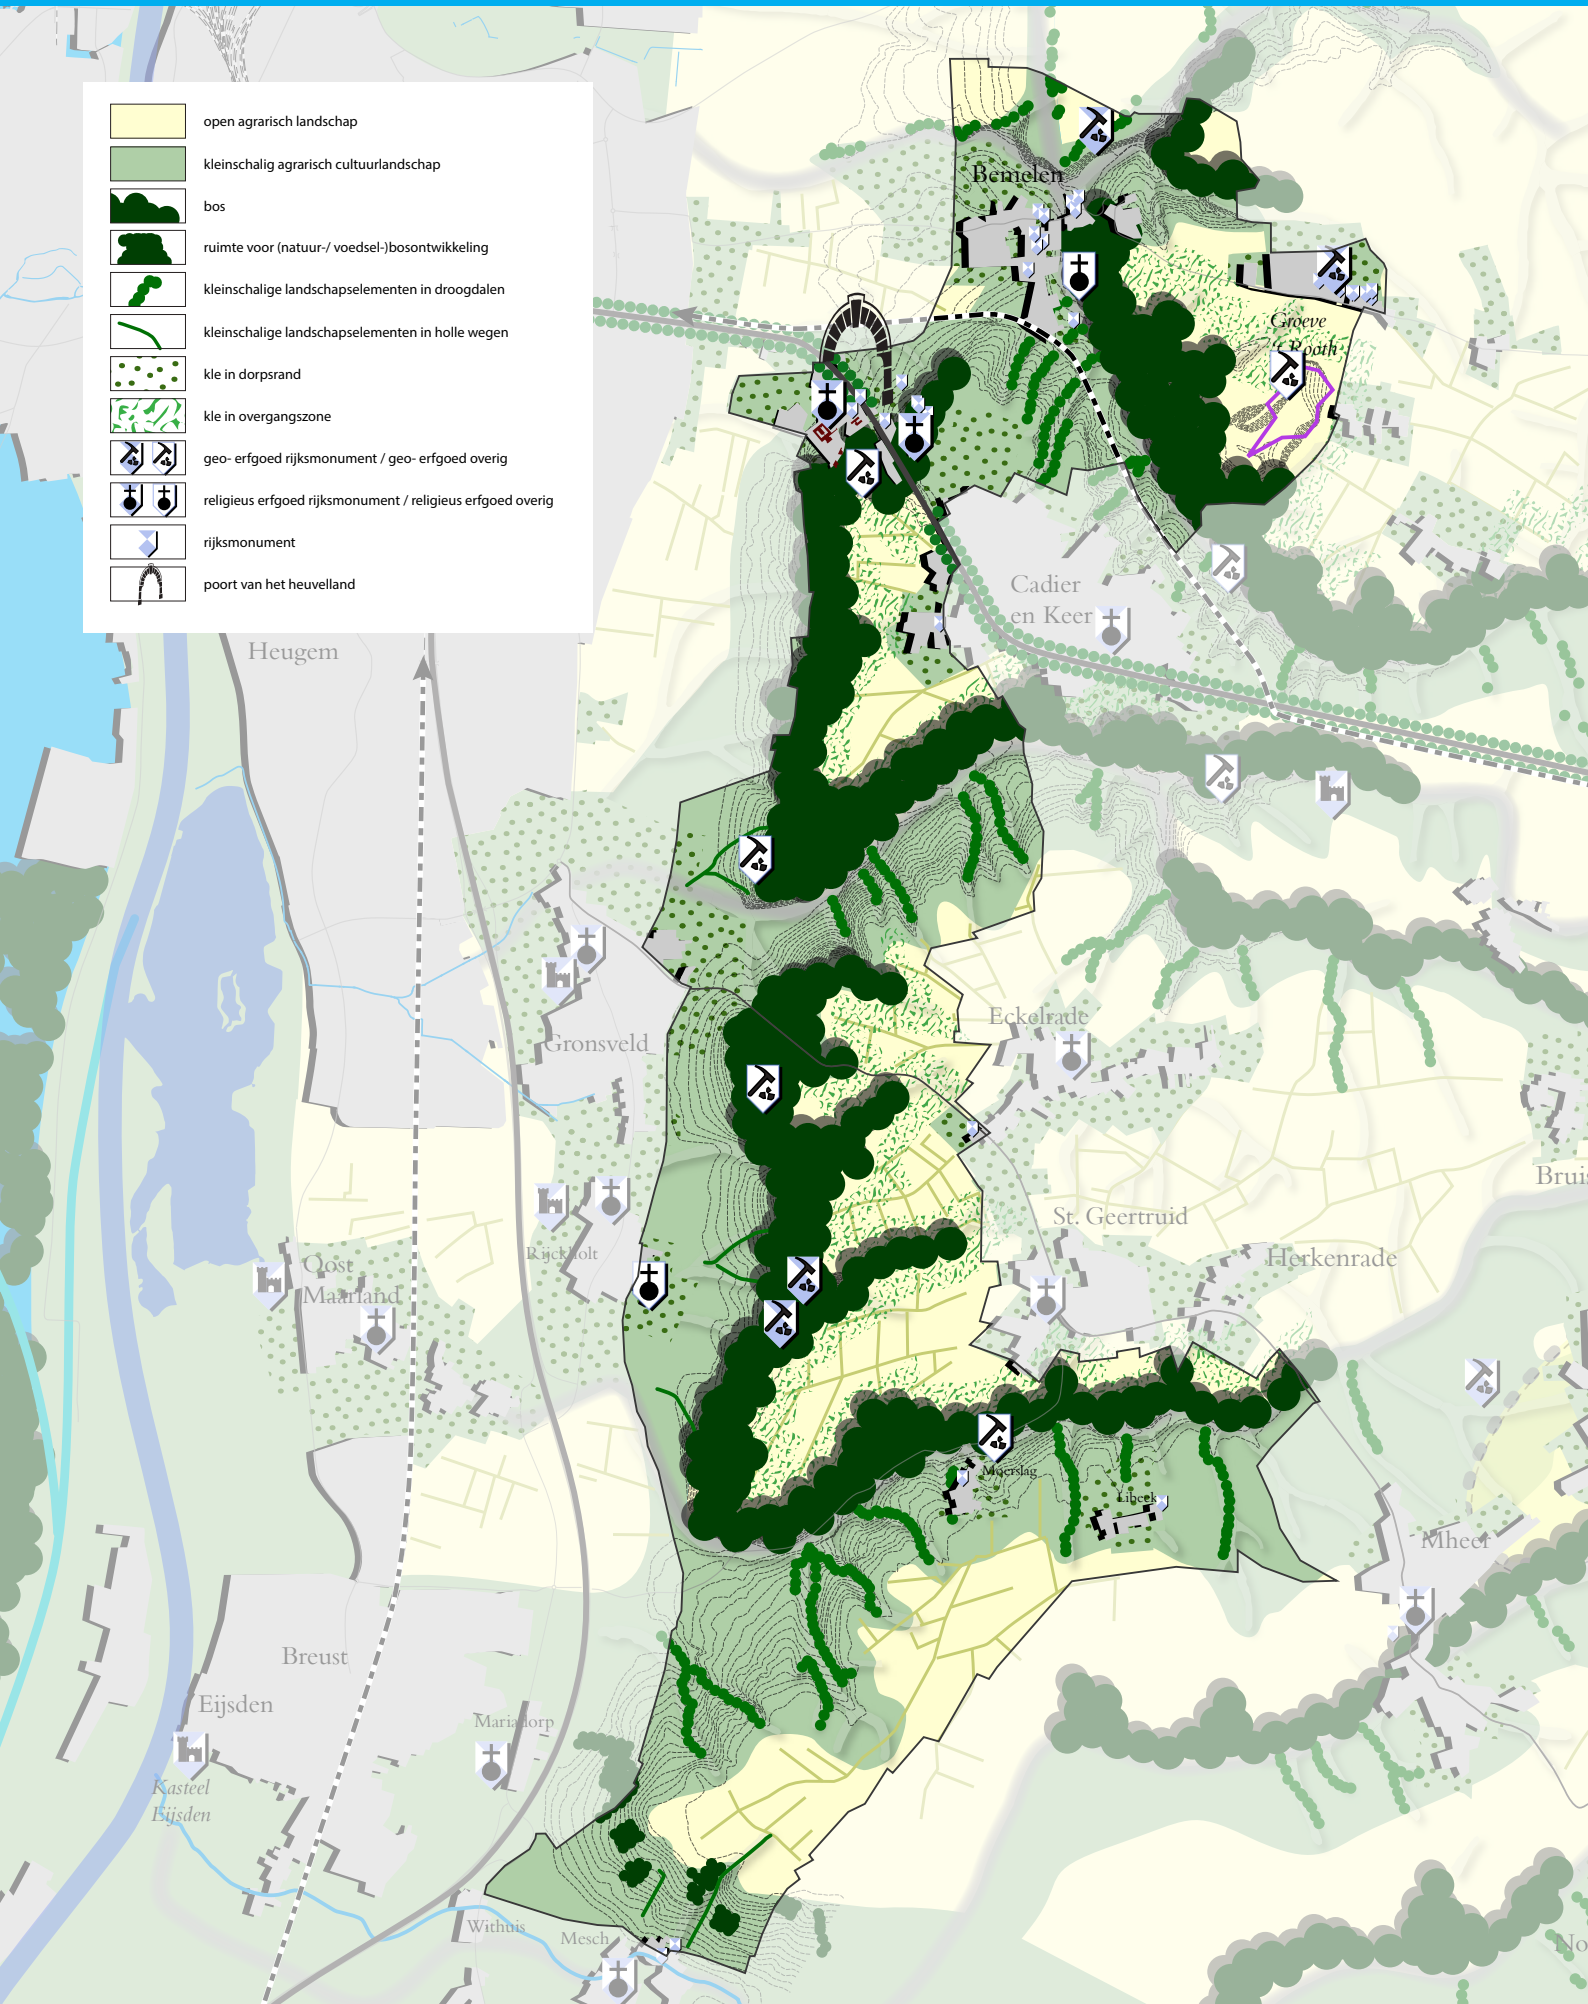 open agrarisch landschap
kleinschalig agrarisch cultuurlandschap
bos
ruimte voor (natuur-/ voedsel-)bosontwikkeling
kleinschalige landschapselementen in droogdalen
kleinschalige landschapselementen in holle wegen
kle in dorpsrand
kle in overgangszone
geo- erfgoed rijksmonument / geo- erfgoed overig
religieus erfgoed rijksmonument / religieus erfgoed overig
rijksmonument
poort van het heuvelland
Bemelen
Groeve
't Rooth
Cadier
en Keer
Heugem
Eckelrade
Gronsveld
Bruis
St. Geertruid
Rijckholt
Herkenrade
Oost
Maarland
Moerslag
Libeek
Mheer
Breust
Eijsden
Mariadorp
Kasteel
Eijsden
Withuis
Mesch
No